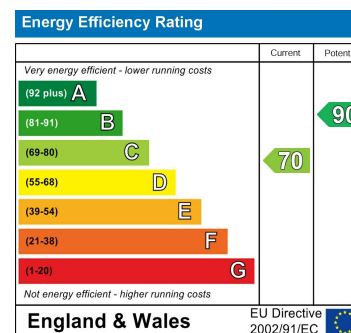 Energy Efficiency Rating
Current Potent
Very energy efficient - lower running costs
(92 plus) A
(81-91) B
90
(69-80) C
70
(55-68) D
(39-54) E
(21-38) F
(1-20) G
Not energy efficient - higher running costs
England & Wales
EU Directive
2002/91/EC